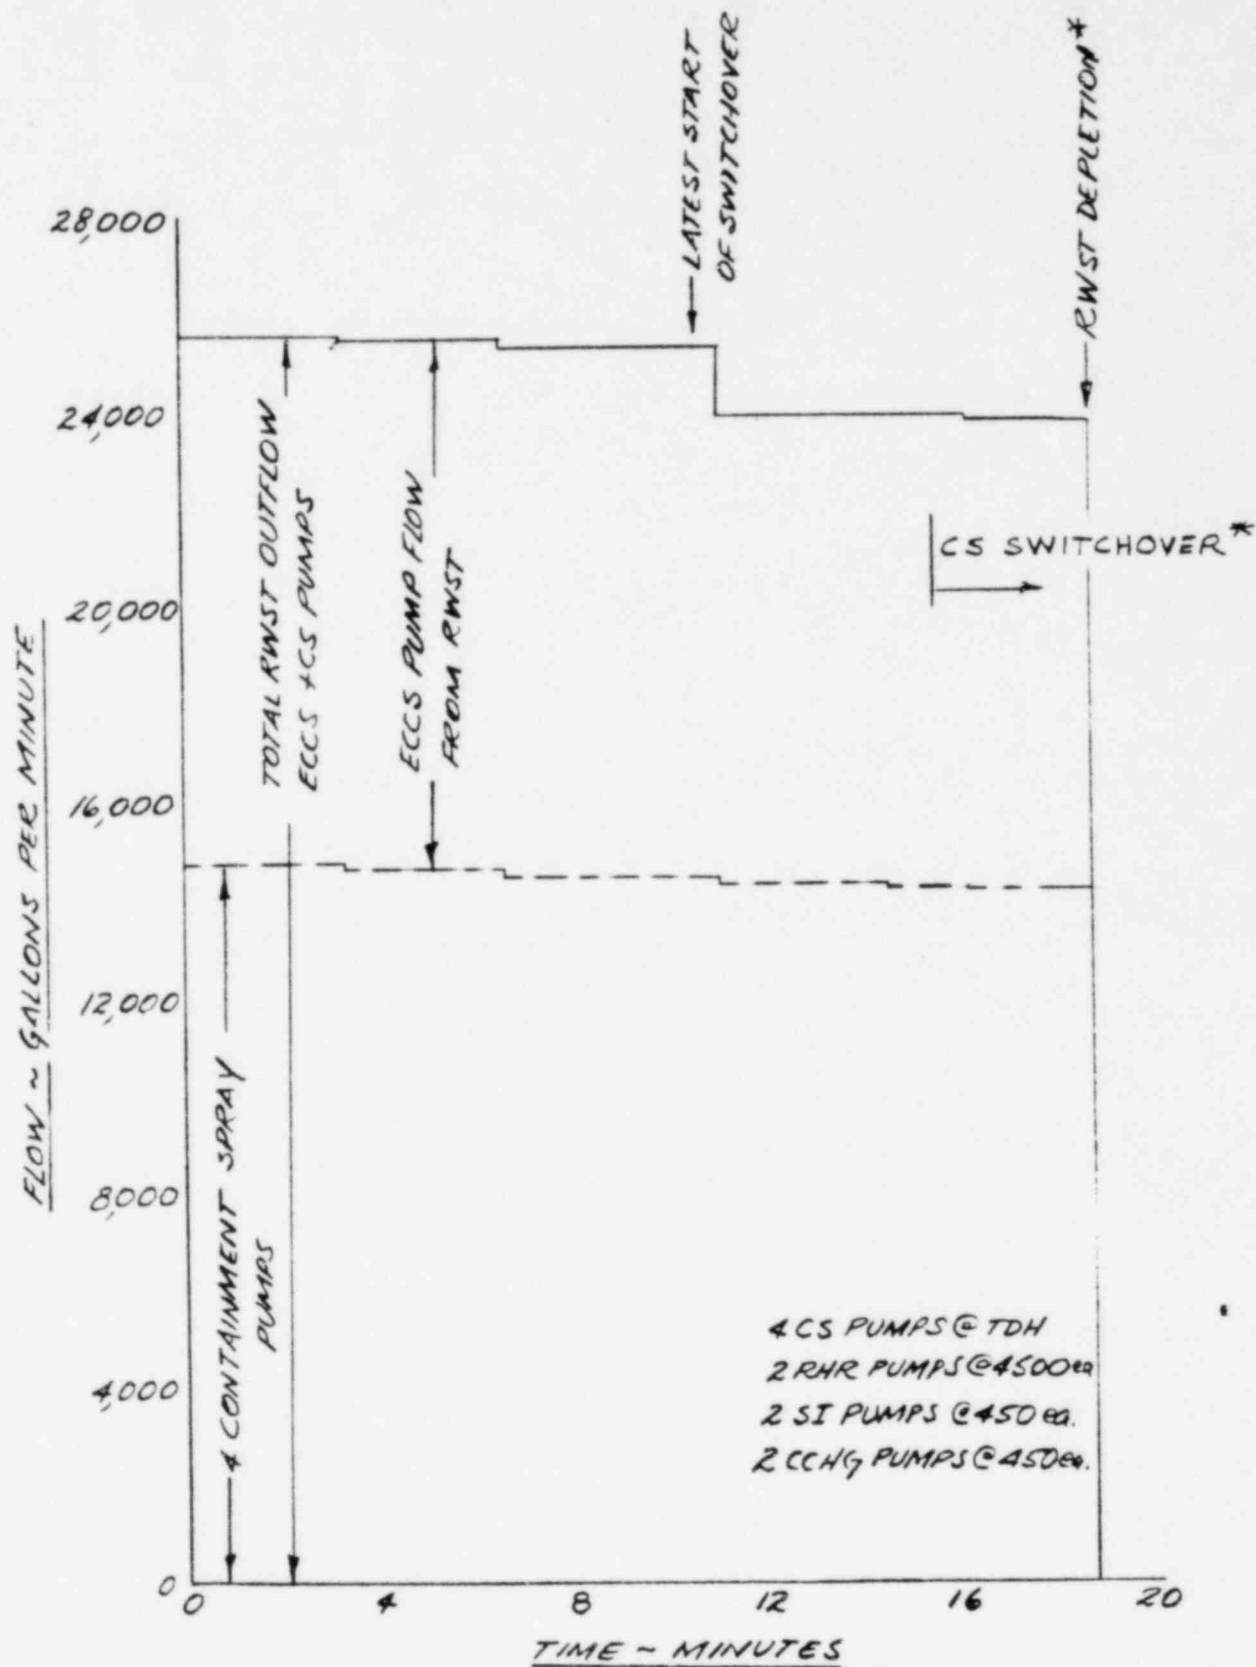 LATEST START
OF SWITCHOVER
RWST DEPLETION*
28,000
24,000
20,000
16,000
12,000
8,000
4,000
0
FLOW ~ GALLONS PER MINUTE
TOTAL RWST OUTFLOW
ECCS + CS PUMPS
ECCS PUMP FLOW
FROM RWST
CS SWITCHOVER*
4 CONTAINMENT SPRAY
PUMPS
4 CS PUMPS @ TDH
2 RHR PUMPS @ 4500 ea
2 SI PUMPS @ 450 ea.
2 CCHG PUMPS @ 450 ea.
0 4 8 12 16 20
TIME ~ MINUTES